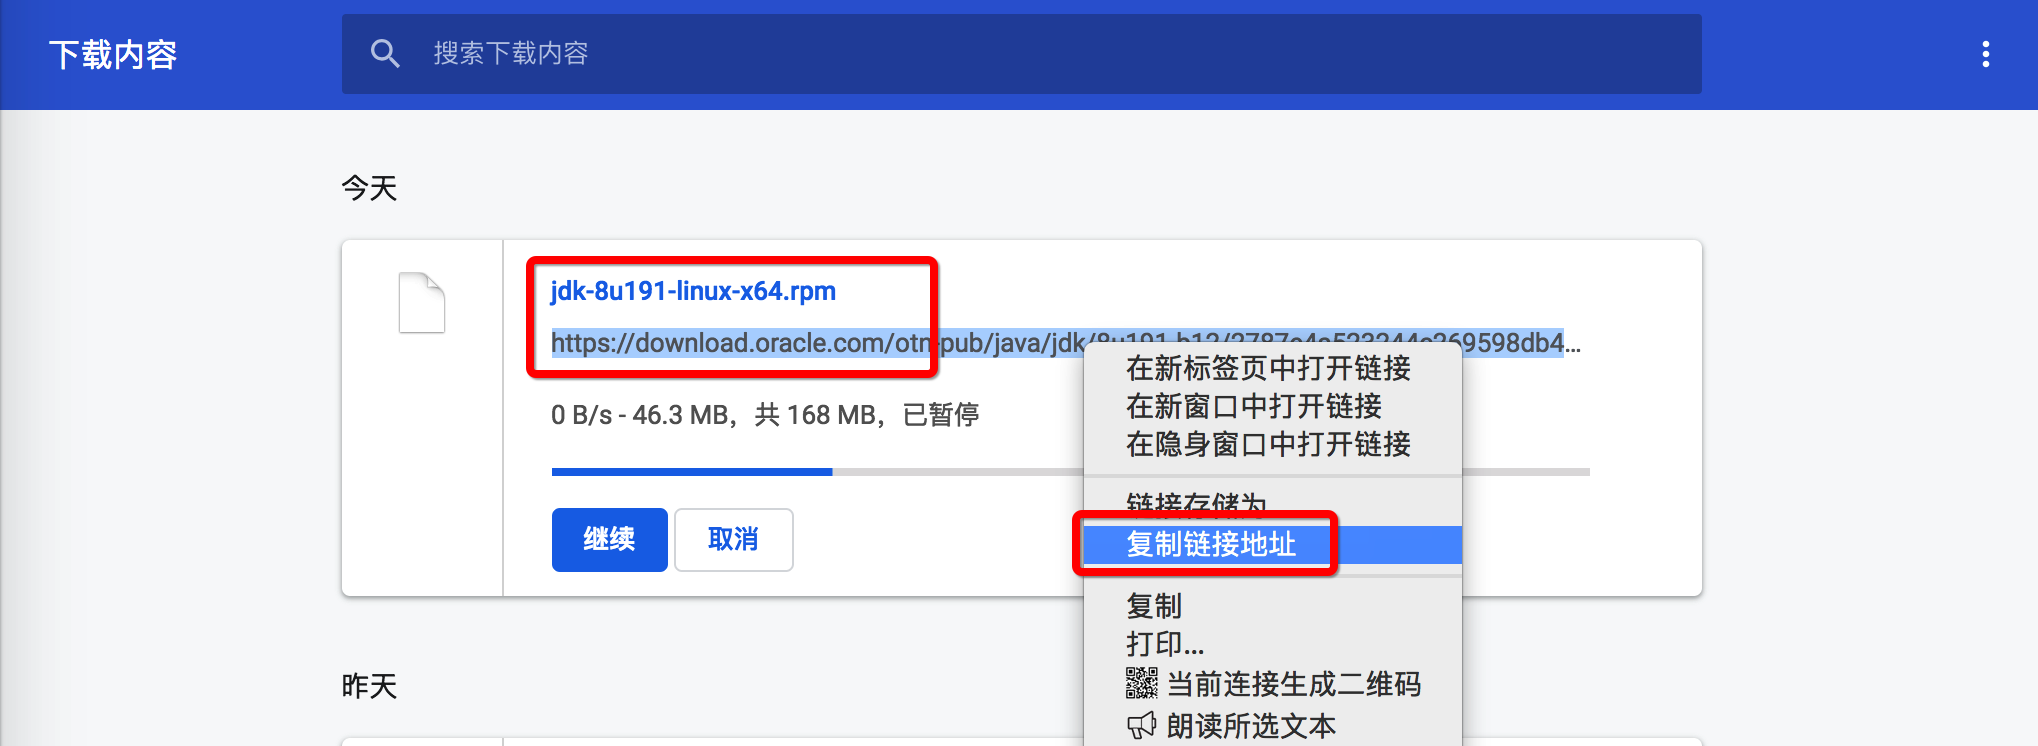 下载内容
搜索下载内容
今天
jdk-8u191-linux-x64.rpm
https://download.oracle.com/otn-pub/java/jdk/8u191-b12/2787e4a523244c269598db4...
0 B/s - 46.3 MB，共 168 MB，已暂停
继续
取消
在新标签页中打开链接
在新窗口中打开链接
在隐身窗口中打开链接
链接存储为
复制链接地址
复制
打印...
当前连接生成二维码
朗读所选文本
昨天